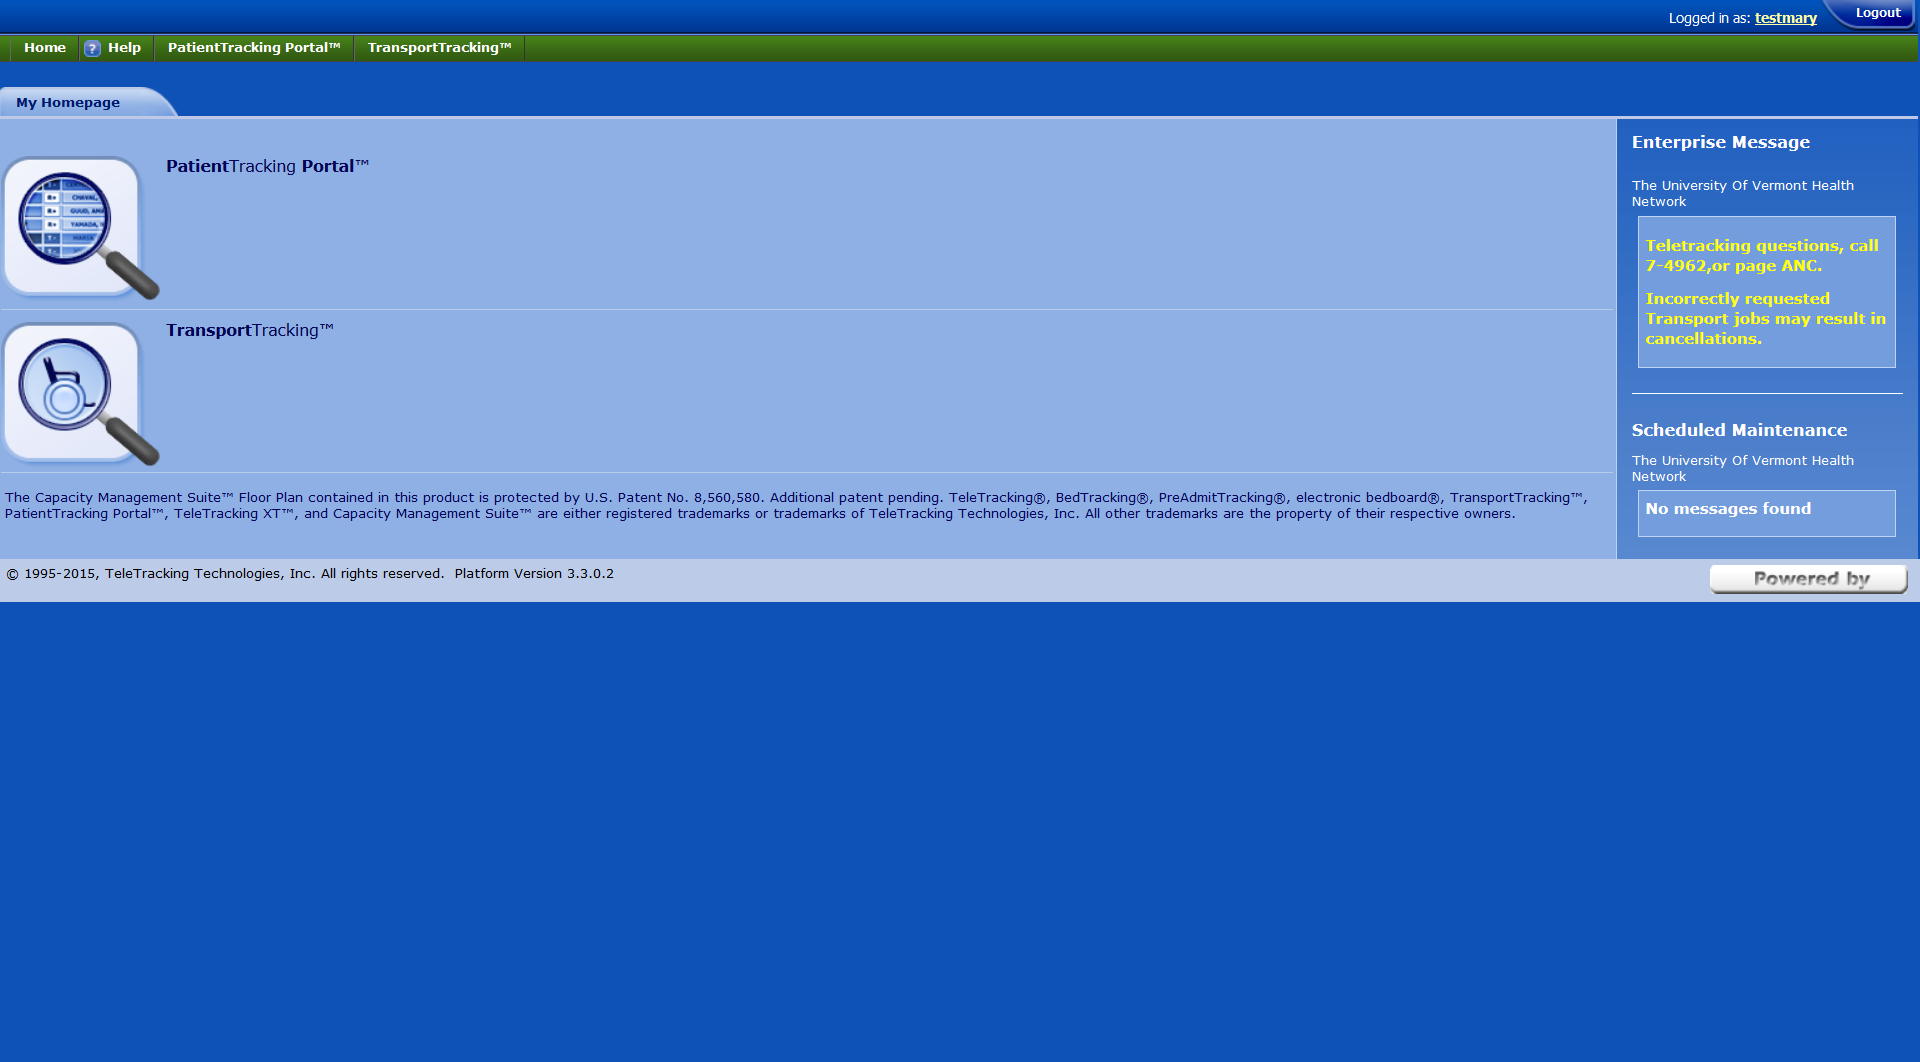 Logged in as: testmary
Logout
Home
? Help
PatientTracking Portal™
TransportTracking™
My Homepage
PatientTracking Portal™
CHAVAL,
GUUD, AM
YAMADA,
TransportTracking™
The Capacity Management Suite™ Floor Plan contained in this product is protected by U.S. Patent No. 8,560,580. Additional patent pending. TeleTracking®, BedTracking®, PreAdmitTracking®, electronic bedboard®, TransportTracking™,
PatientTracking Portal™, TeleTracking XT™, and Capacity Management Suite™ are either registered trademarks or trademarks of TeleTracking Technologies, Inc. All other trademarks are the property of their respective owners.
Enterprise Message
The University Of Vermont Health
Network
Teletracking questions, call
7-4962,or page ANC.
Incorrectly requested
Transport jobs may result in
cancellations.
Scheduled Maintenance
The University Of Vermont Health
Network
No messages found
© 1995-2015, TeleTracking Technologies, Inc. All rights reserved.  Platform Version 3.3.0.2
Powered by